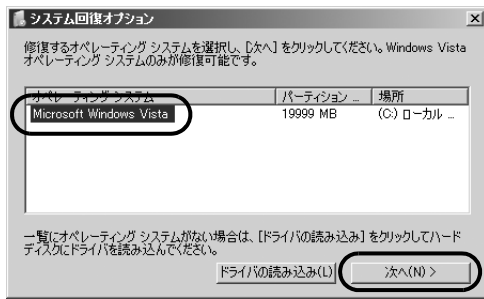 システム回復オプション
修復するオペレーティング システムを選択し、[次へ] をクリックしてください。Windows Vista
オペレーティング システムのみが修復可能です。
オペレーティング システム パーティション ... 場所
Microsoft Windows Vista 19999 MB (C:) ローカル ...
一覧にオペレーティング システムがない場合は、[ドライバの読み込み] をクリックしてハード
ディスクにドライバを読み込んでください。
ドライバの読み込み(L) 次へ(N) >